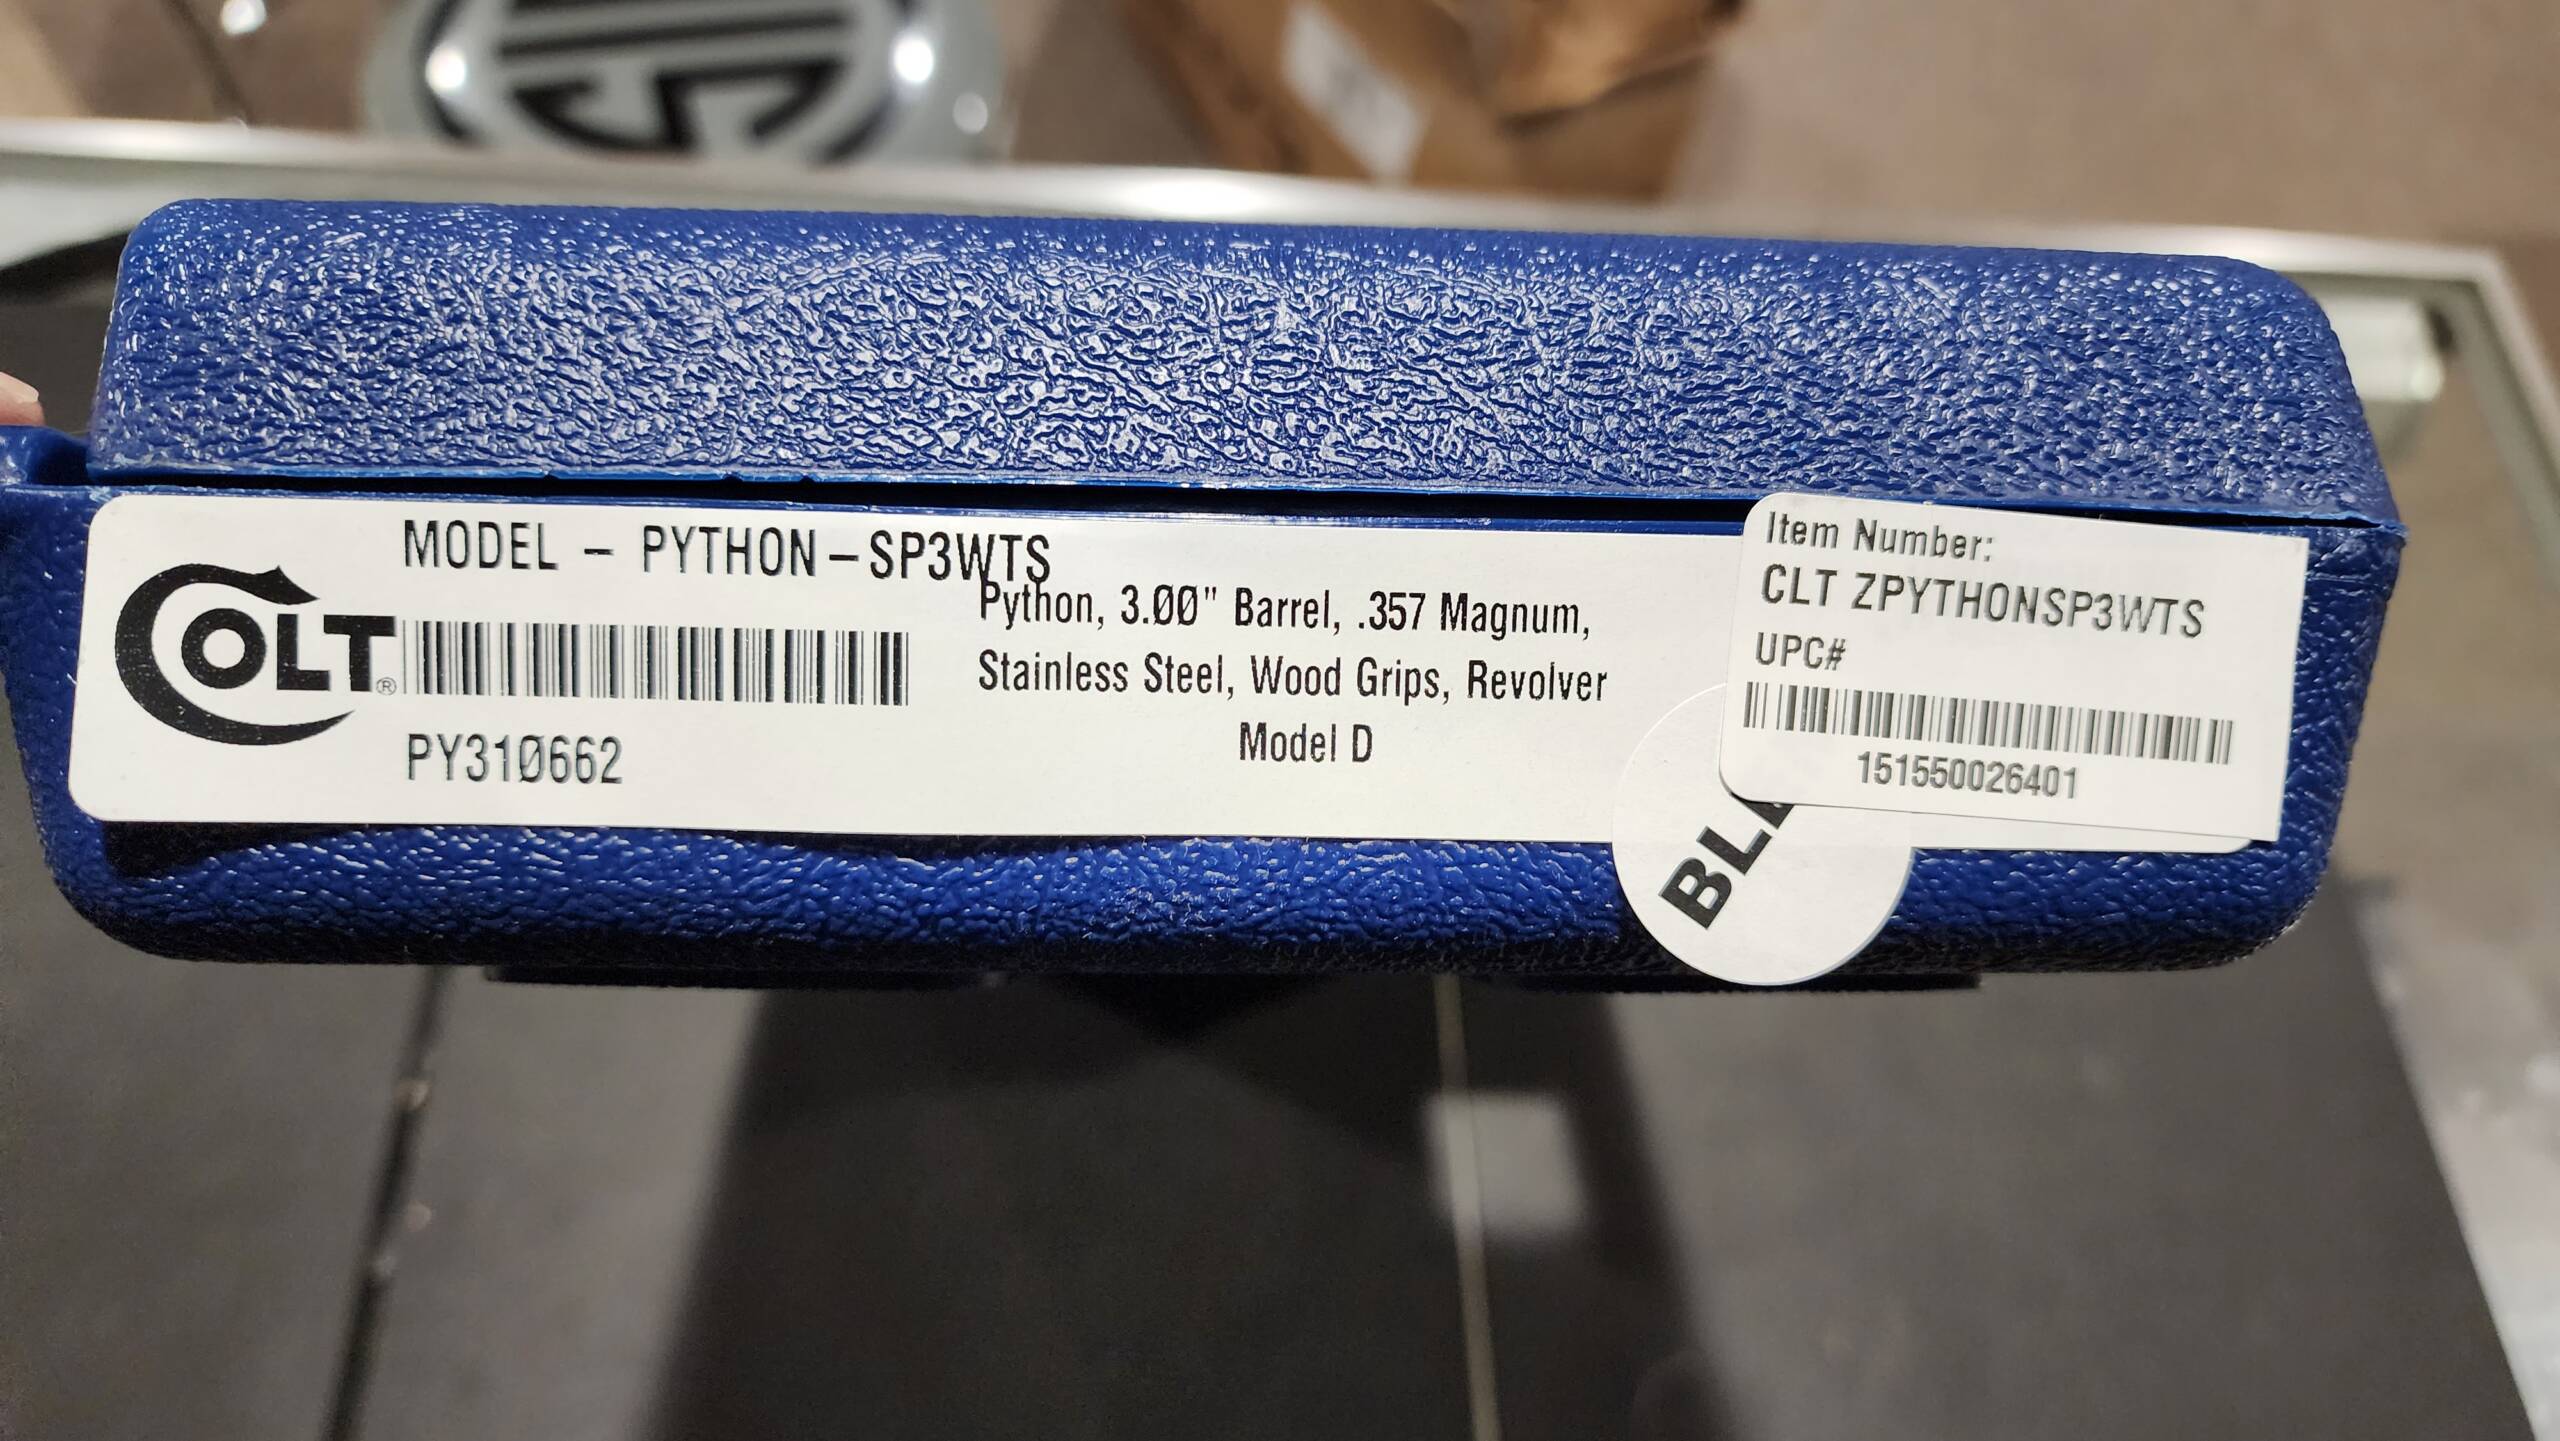 MODEL - PYTHON-SP3WTS
COLT®
PY310662
Python, 3.00" Barrel, .357 Magnum,
Stainless Steel, Wood Grips, Revolver
Model D
Item Number:
CLT ZPYTHONSP3WTS
UPC#
151550026401